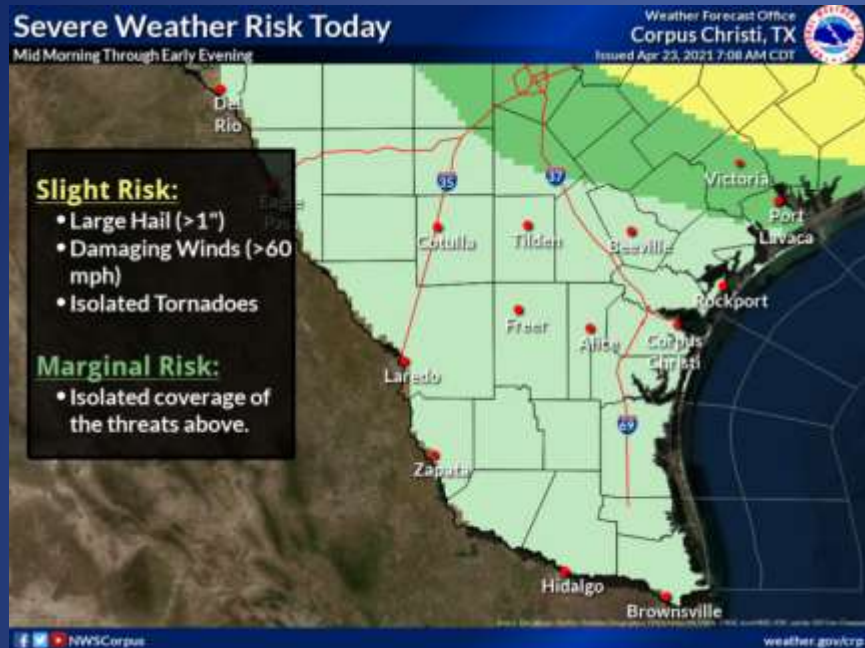 Severe Weather Risk Today
Mid Morning Through Early Evening
Weather Forecast Office
Corpus Christi, TX
Issued Apr 23, 2021 7:08 AM CDT
Del
Rio
Slight Risk:
• Large Hail (>1")
• Damaging Winds (>60
mph)
• Isolated Tornadoes
Marginal Risk:
• Isolated coverage of
the threats above.
35
37
Victoria
Port
Lavaca
Cotulla
Tilden
Beeville
Rockport
Freer
Alice
Corpus
Christi
Laredo
69
Zapata
Hidalgo
Brownsville
NWSCorpus
weather.gov/crp